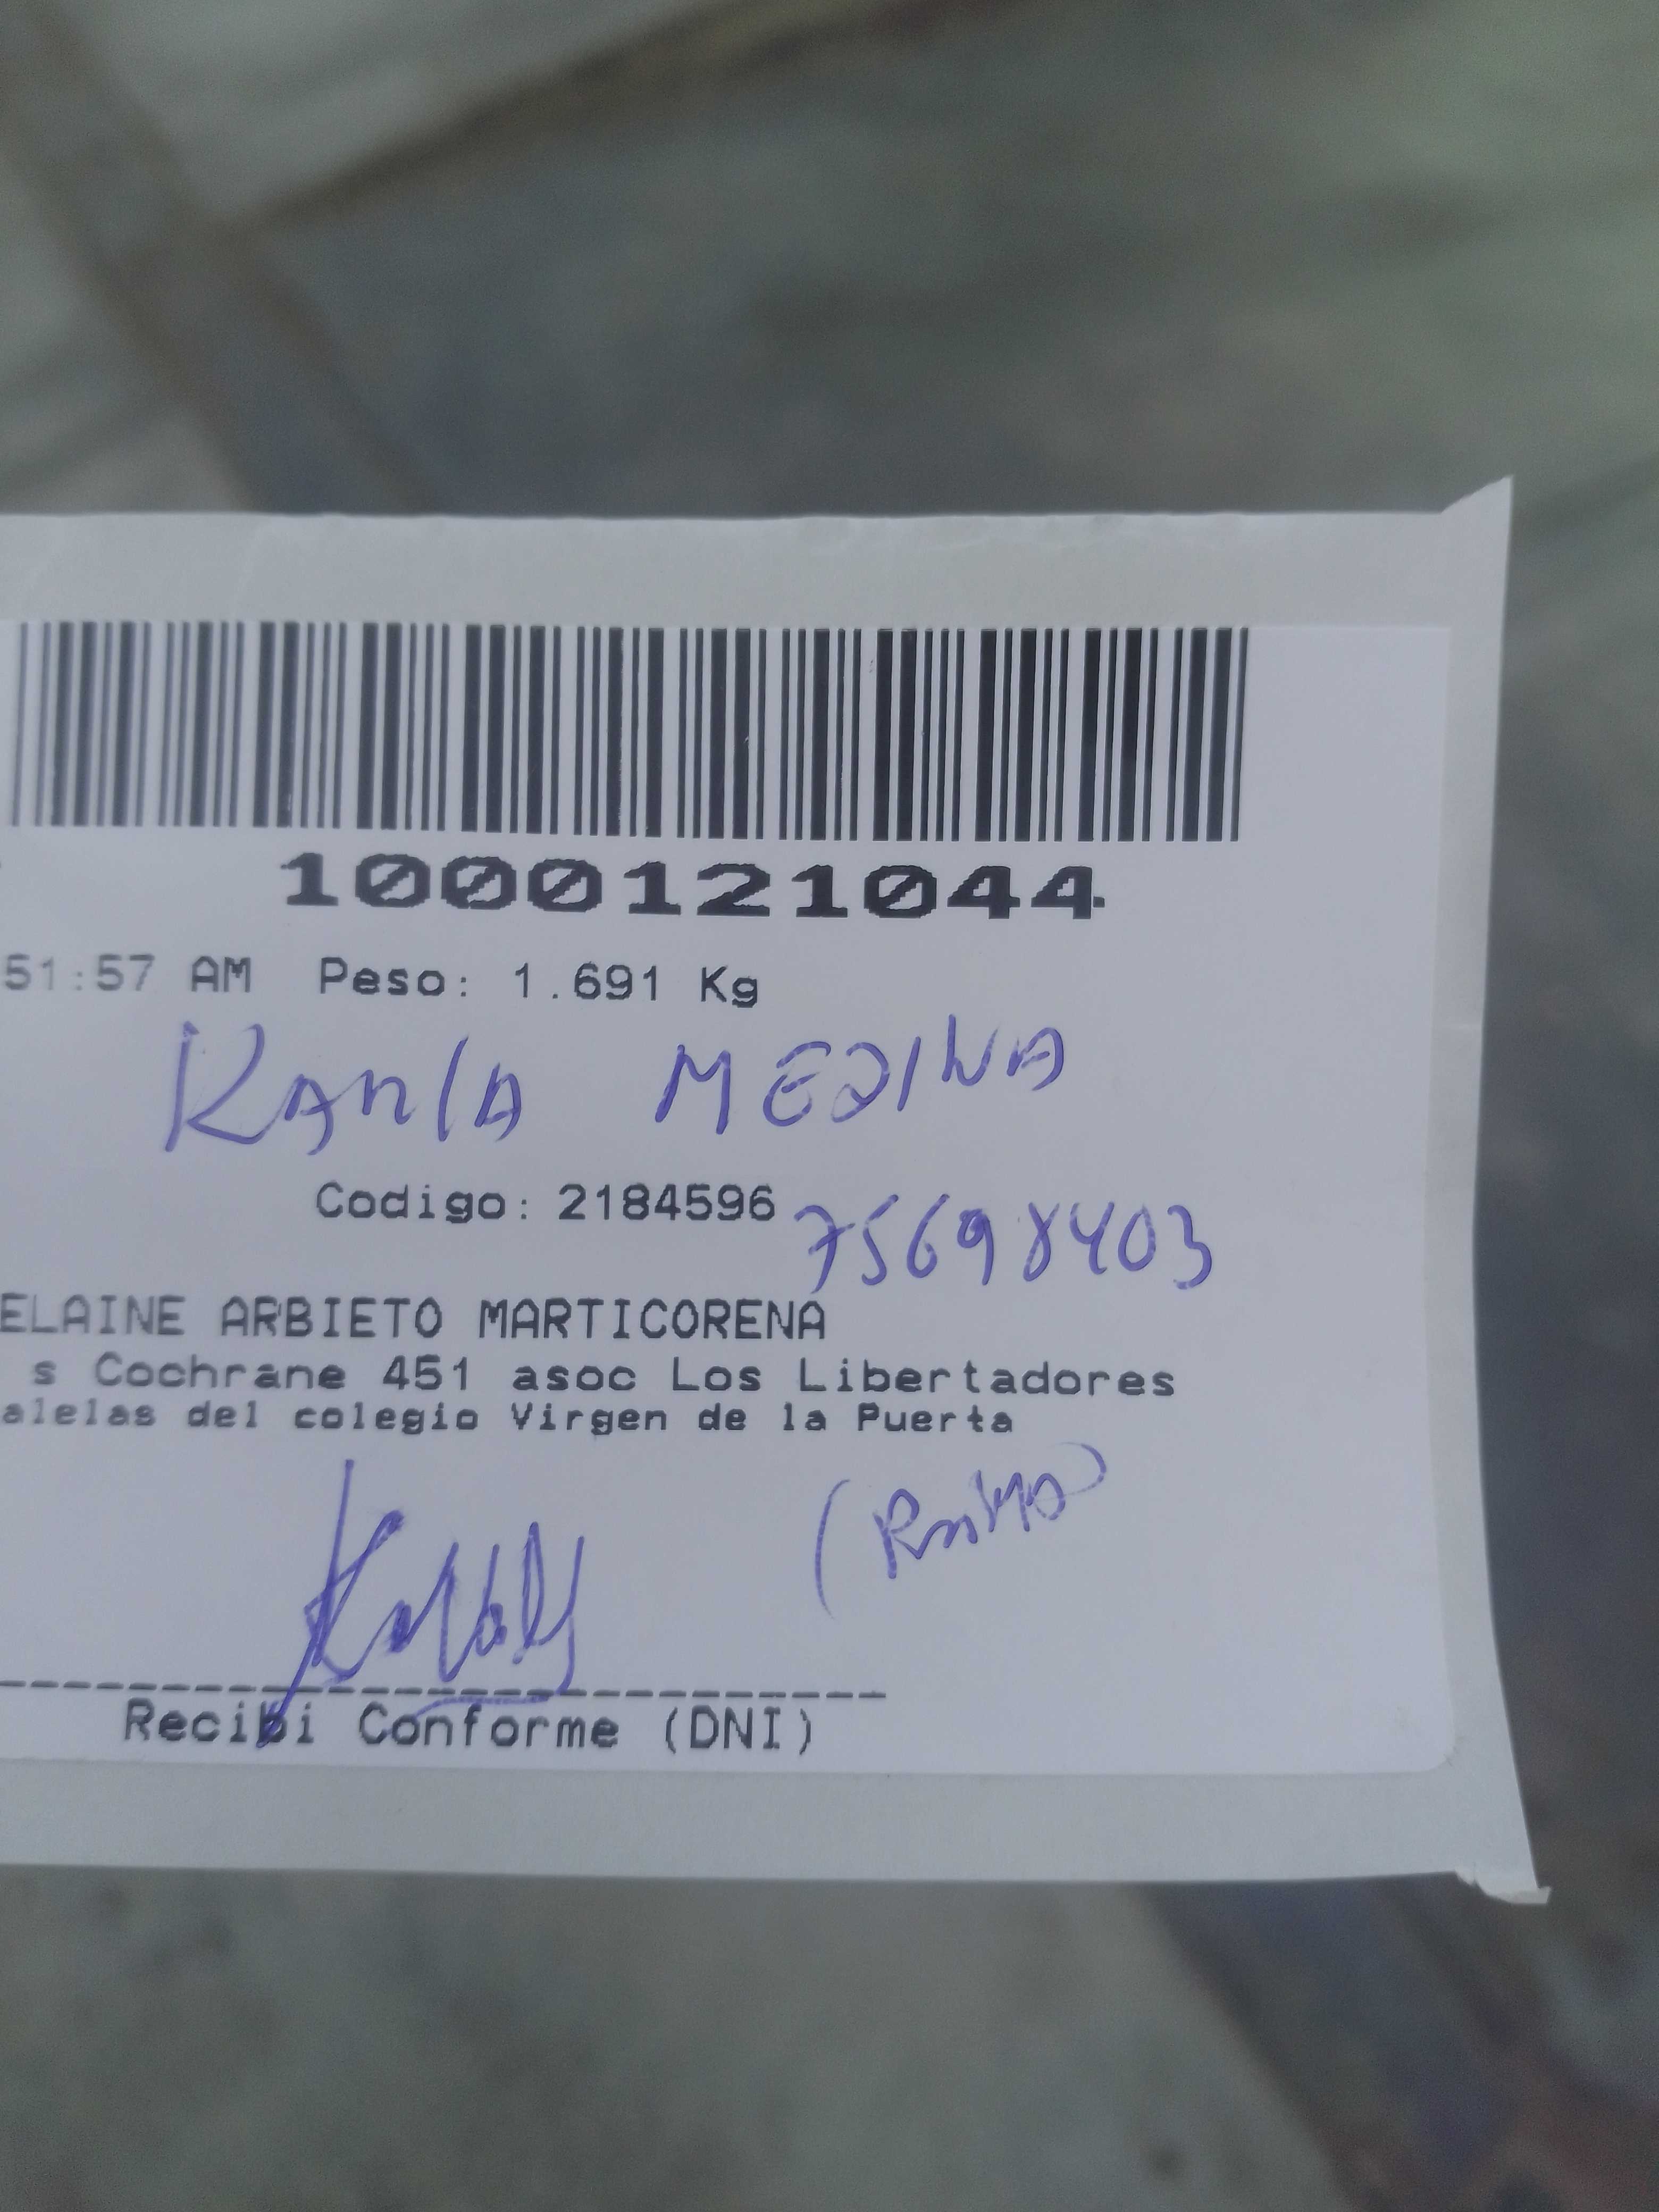 1000121044
51:57 AM Peso: 1.691 Kg
KARLA MEDINA
Codigo: 2184596
75698403
ELAINE ARBIETO MARTICORENA
s Cochrane 451 asoc Los Libertadores
alelas del colegio Virgen de la Puerta
Recibi Conforme (DNI)